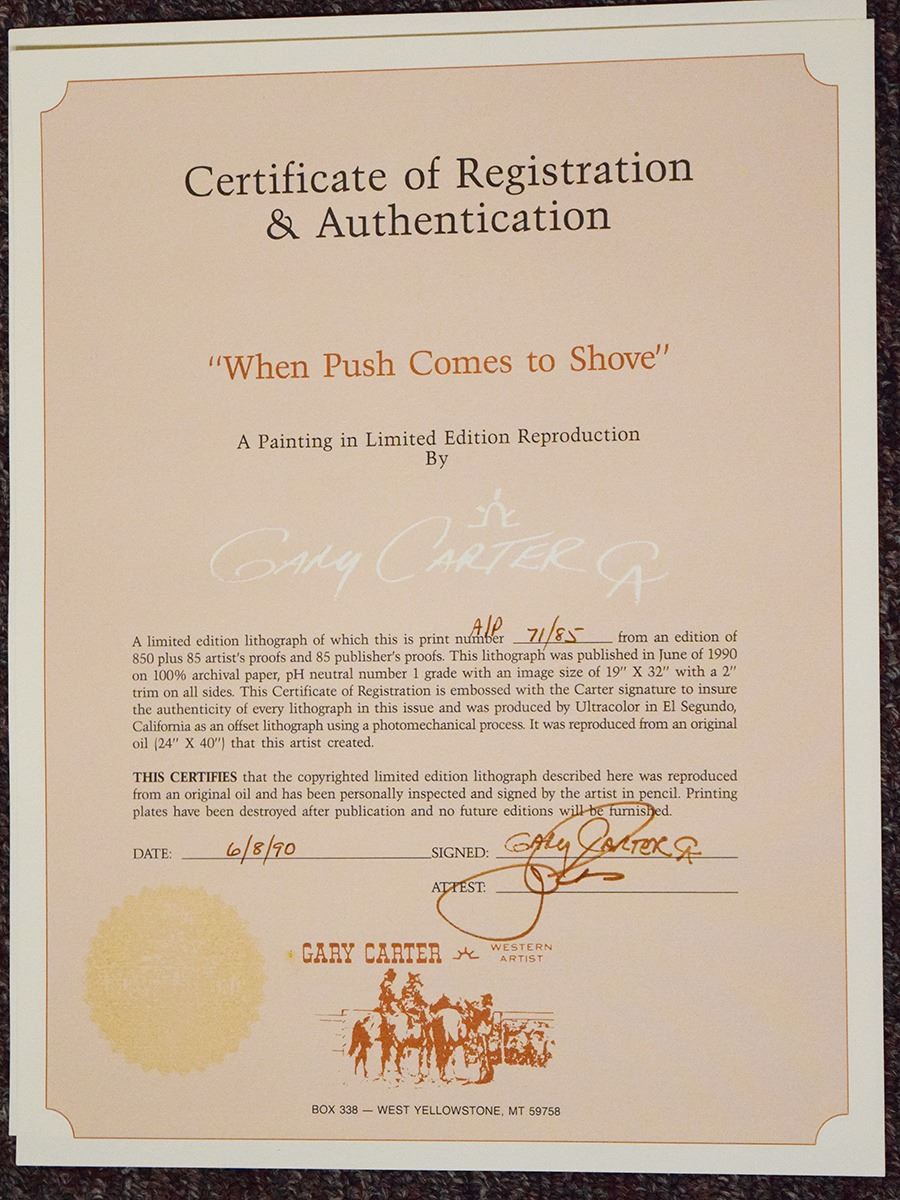 Certificate of Registration
& Authentication
"When Push Comes to Shove"
A Painting in Limited Edition Reproduction
By
GARY CARTER CA
A limited edition lithograph of which this is print number A/P 71/85 from an edition of
850 plus 85 artist's proofs and 85 publisher's proofs. This lithograph was published in June of 1990
on 100% archival paper, pH neutral number 1 grade with an image size of 19" X 32" with a 2"
trim on all sides. This Certificate of Registration is embossed with the Carter signature to insure
the authenticity of every lithograph in this issue and was produced by Ultracolor in El Segundo,
California as an offset lithograph using a photomechanical process. It was reproduced from an original
oil (24" X 40") that this artist created.
THIS CERTIFIES that the copyrighted limited edition lithograph described here was reproduced
from an original oil and has been personally inspected and signed by the artist in pencil. Printing
plates have been destroyed after publication and no future editions will be furnished.
DATE: 6/8/90 SIGNED: GARY CARTER CA
ATTEST:
GARY CARTER WESTERN
ARTIST
BOX 338 — WEST YELLOWSTONE, MT 59758